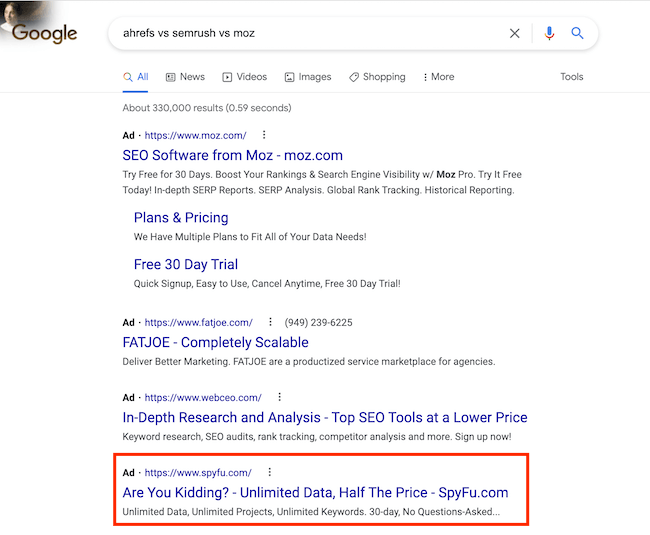 Google
ahrefs vs semrush vs moz
All News Videos Images Shopping More Tools
About 330,000 results (0.59 seconds)
Ad · https://www.moz.com/
SEO Software from Moz - moz.com
Try Free for 30 Days. Boost Your Rankings & Search Engine Visibility w/ Moz Pro. Try It Free
Today! In-depth SERP Reports. SERP Analysis. Global Rank Tracking. Historical Reporting.
Plans & Pricing
We Have Multiple Plans to Fit All of Your Data Needs!
Free 30 Day Trial
Quick Signup, Easy to Use, Cancel Anytime, Free 30 Day Trial!
Ad · https://www.fatjoe.com/ (949) 239-6225
FATJOE - Completely Scalable
Deliver Better Marketing. FATJOE are a productized service marketplace for agencies.
Ad · https://www.webceo.com/
In-Depth Research and Analysis - Top SEO Tools at a Lower Price
Keyword research, SEO audits, rank tracking, competitor analysis and more. Sign up now!
Ad · https://www.spyfu.com/
Are You Kidding? - Unlimited Data, Half The Price - SpyFu.com
Unlimited Data, Unlimited Projects, Unlimited Keywords. 30-day, No Questions-Asked...